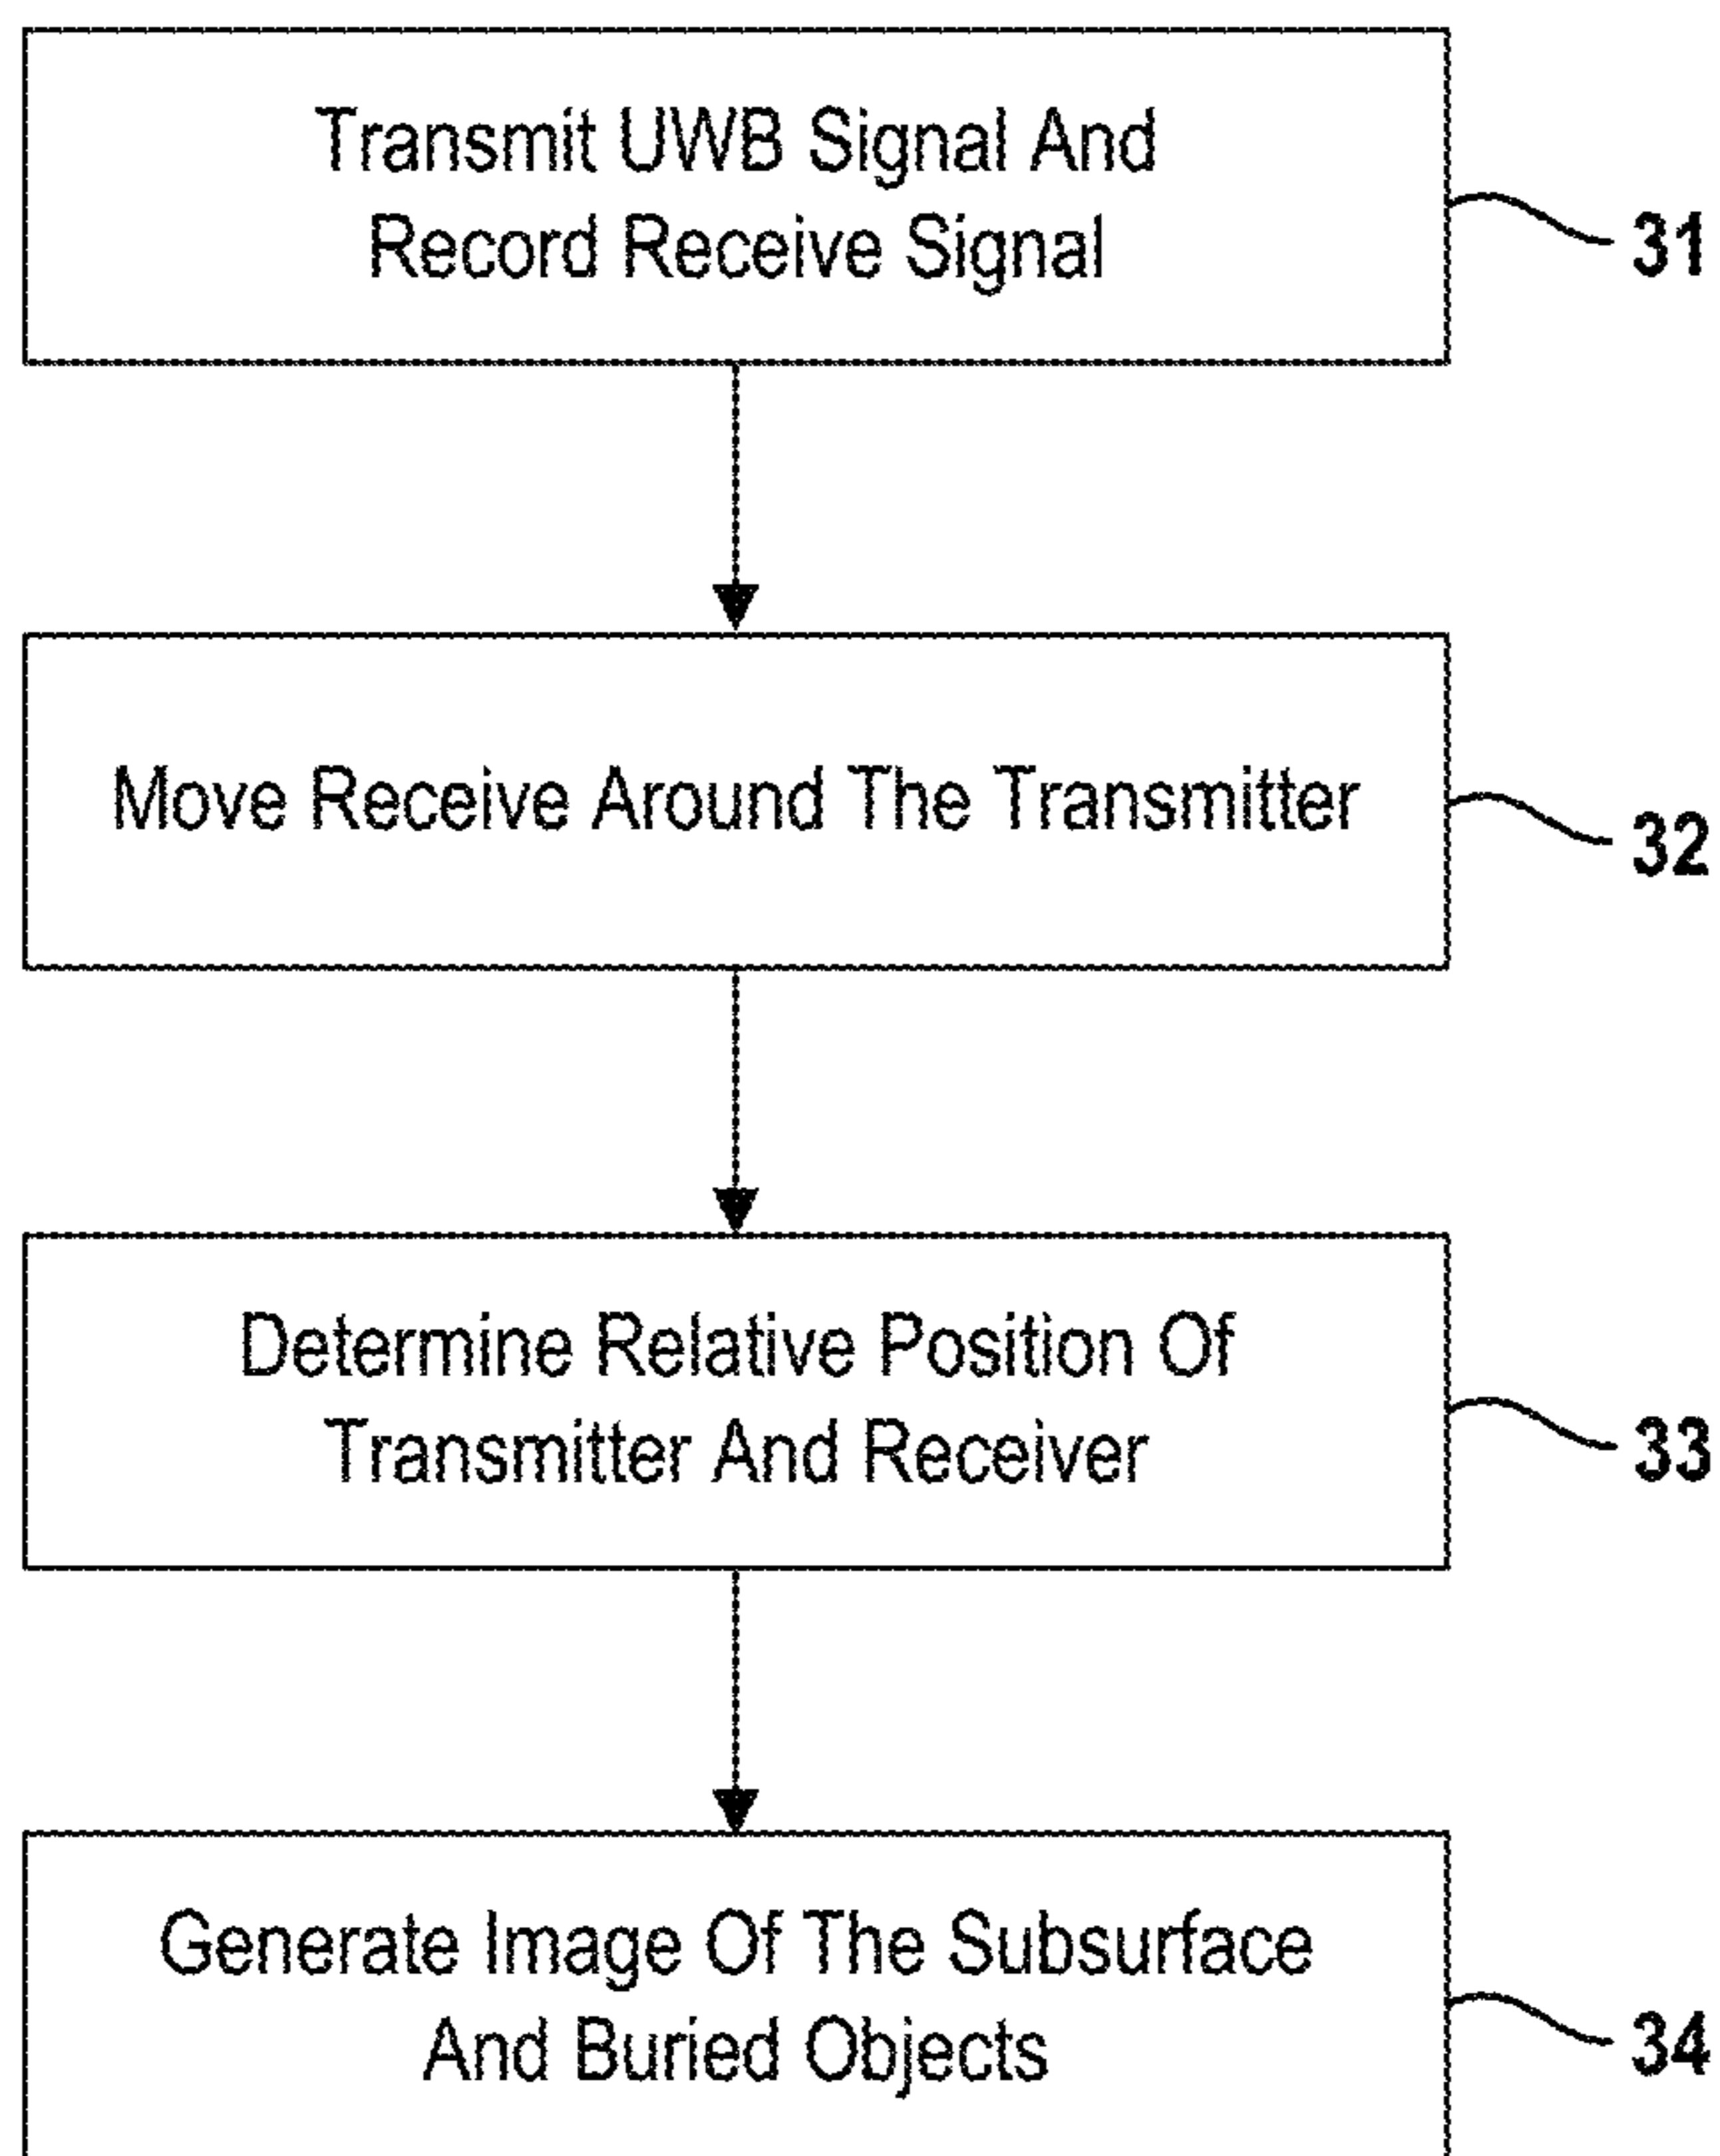 Transmit UWB Signal And
Record Receive Signal
31
Move Receive Around The Transmitter
32
Determine Relative Position Of
Transmitter And Receiver
33
Generate Image Of The Subsurface
And Buried Objects
34